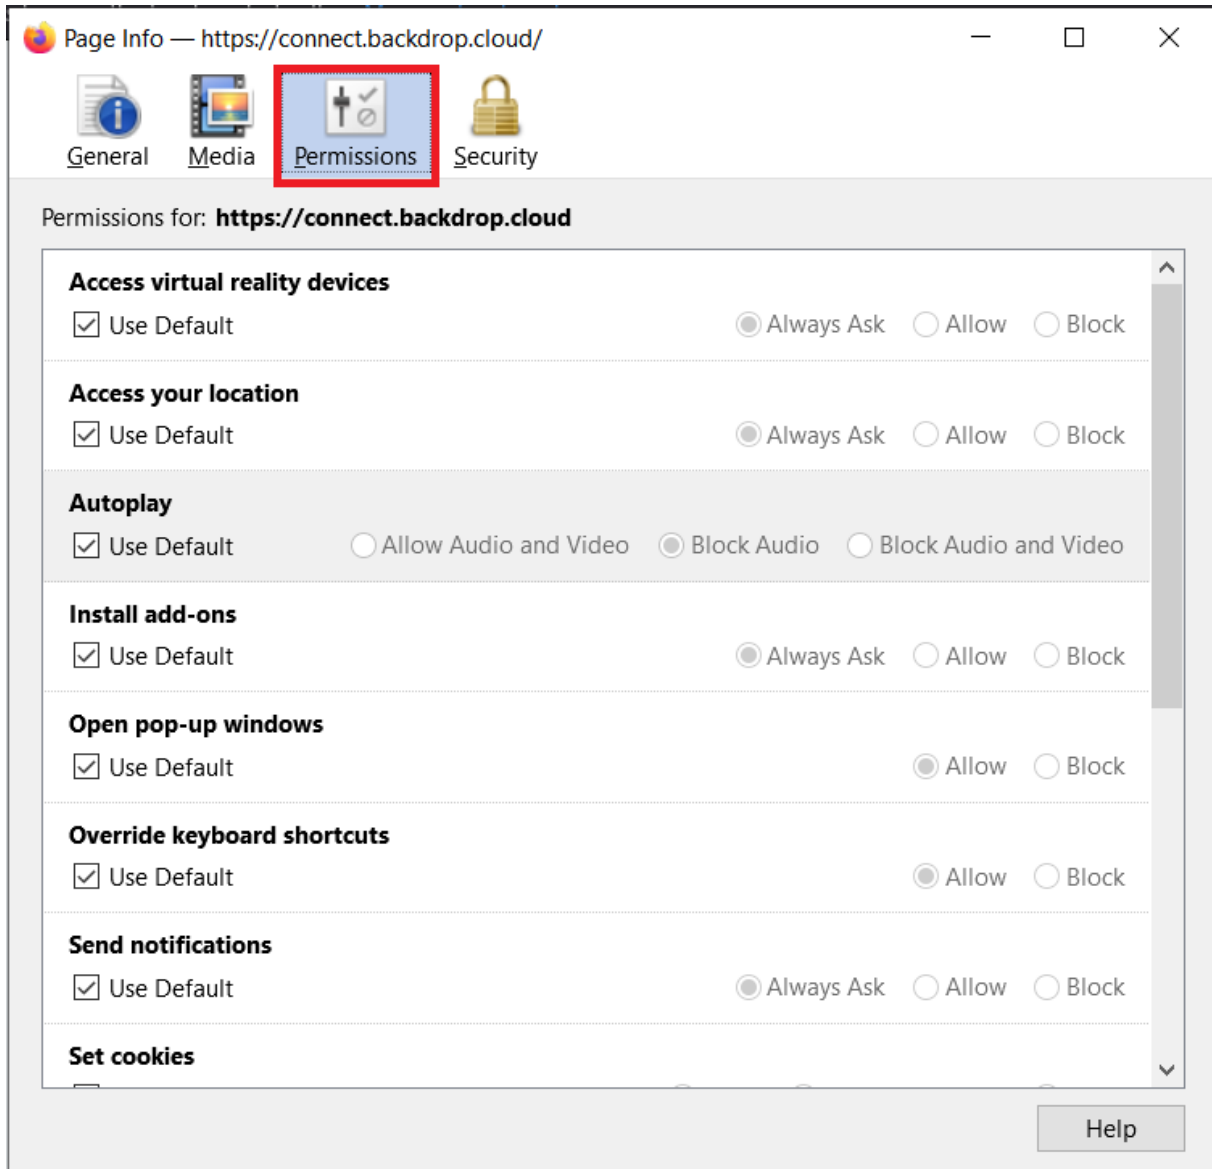 Page Info — https://connect.backdrop.cloud/
General Media Permissions Security
Permissions for: https://connect.backdrop.cloud
Access virtual reality devices
Use Default Always Ask Allow Block
Access your location
Use Default Always Ask Allow Block
Autoplay
Use Default Allow Audio and Video Block Audio Block Audio and Video
Install add-ons
Use Default Always Ask Allow Block
Open pop-up windows
Use Default Allow Block
Override keyboard shortcuts
Use Default Allow Block
Send notifications
Use Default Always Ask Allow Block
Set cookies
Help